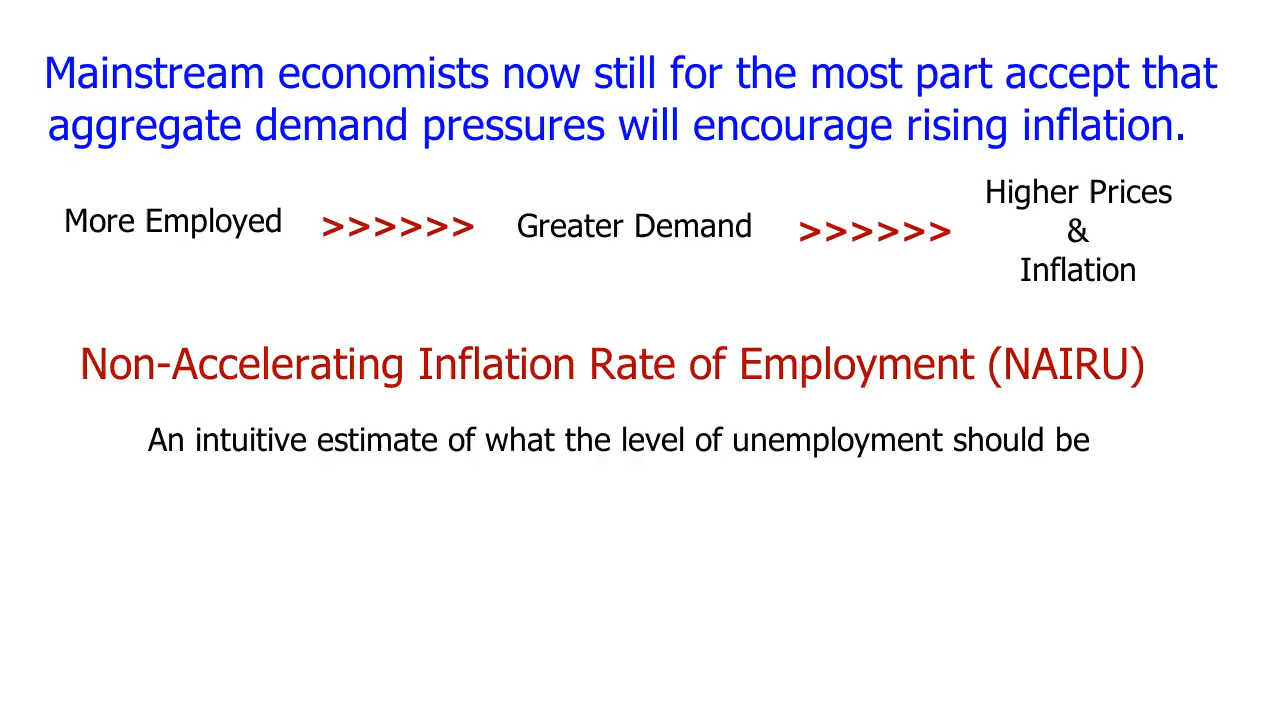 Mainstream economists now still for the most part accept that
aggregate demand pressures will encourage rising inflation.
More Employed >>>>>> Greater Demand >>>>>> Higher Prices
&
Inflation
Non-Accelerating Inflation Rate of Employment (NAIRU)
An intuitive estimate of what the level of unemployment should be